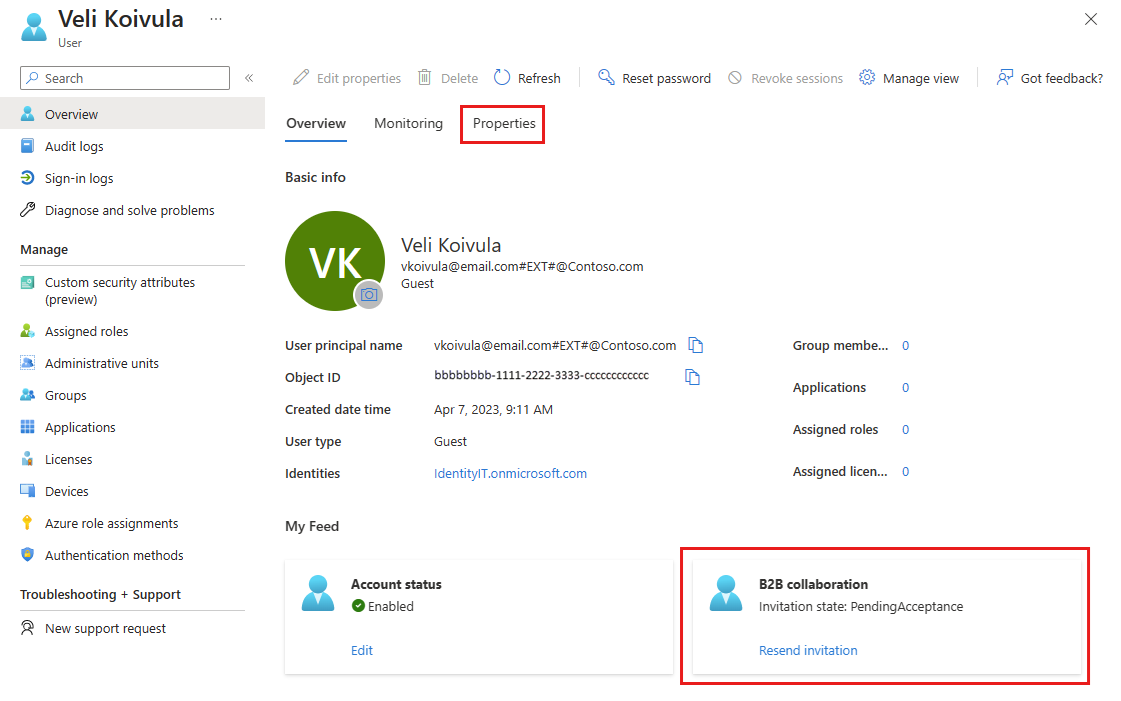 Veli Koivula ...
User
Search
«
Edit properties
Delete
Refresh
Reset password
Revoke sessions
Manage view
Got feedback?
Overview
Audit logs
Sign-in logs
Diagnose and solve problems
Manage
Custom security attributes
(preview)
Assigned roles
Administrative units
Groups
Applications
Licenses
Devices
Azure role assignments
Authentication methods
Troubleshooting + Support
New support request
Overview
Monitoring
Properties
Basic info
VK
Veli Koivula
vkoivula@email.com#EXT#@Contoso.com
Guest
User principal name vkoivula@email.com#EXT#@Contoso.com
Object ID bbbbbbbb-1111-2222-3333-cccccccccccc
Created date time Apr 7, 2023, 9:11 AM
User type Guest
Identities IdentityIT.onmicrosoft.com
Group membe... 0
Applications 0
Assigned roles 0
Assigned licen... 0
My Feed
Account status
Enabled
Edit
B2B collaboration
Invitation state: PendingAcceptance
Resend invitation